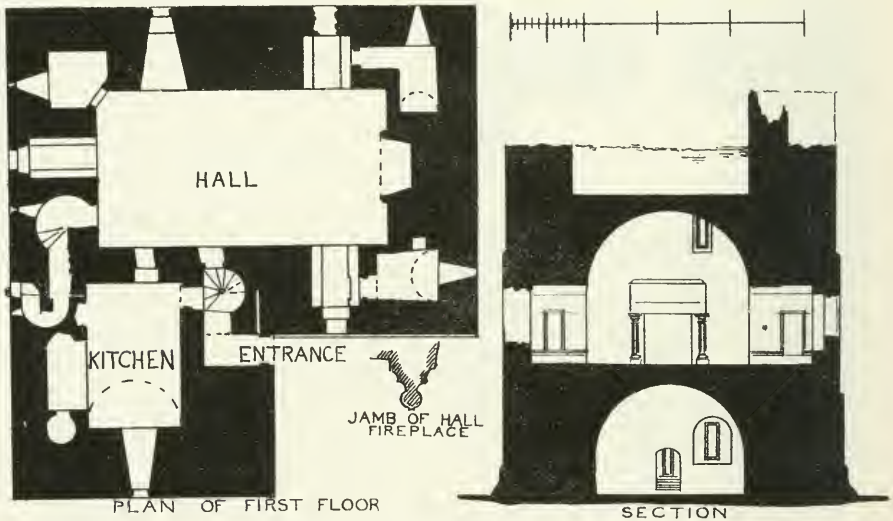 HALL
KITCHEN
ENTRANCE
JAMB OF HALL
FIREPLACE
PLAN OF FIRST FLOOR
SECTION